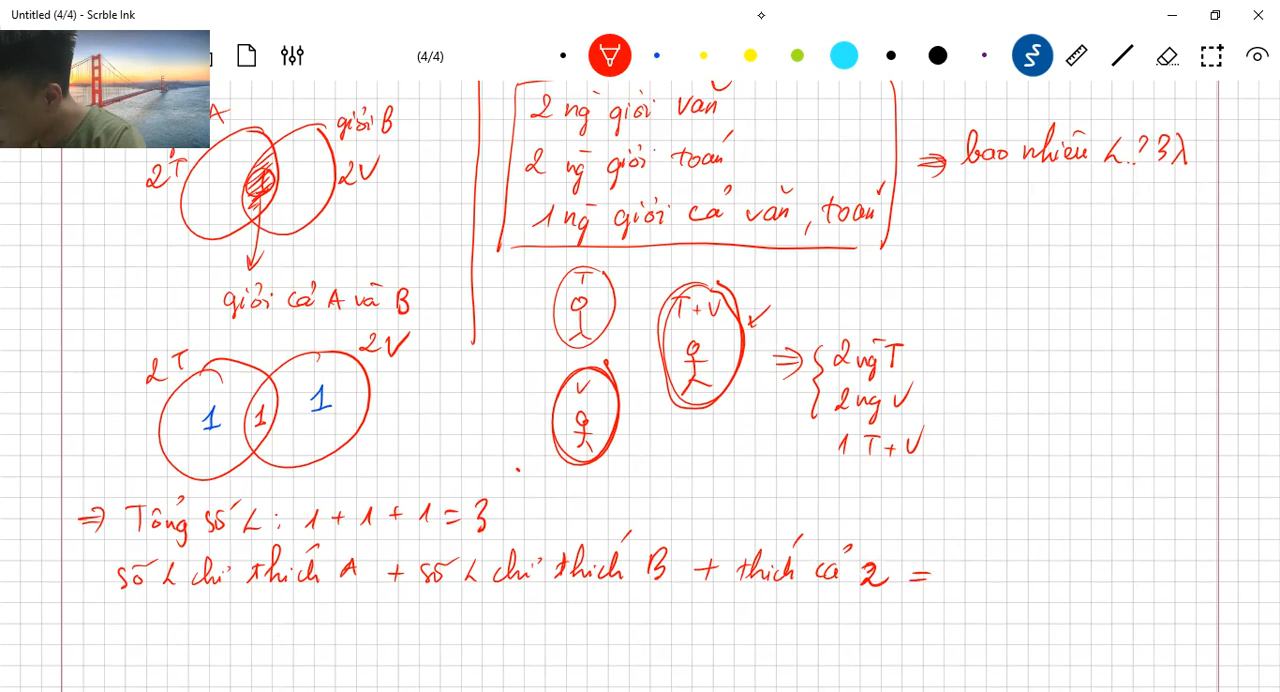 Untitled (4/4) - Scrble Ink
(4/4)
A
giỏi B
2T
1
2V
giỏi cả A và B
2 ng giỏi văn
2 ng giỏi toán
1 ng giỏi cả văn, toán
=> bao nhiêu L? 3λ
T
T+V
V
=> { 2 ng T
2 ng V
1 T+V
2T
2V
1
1
1
=> Tổng số L: 1 + 1 + 1 = 3
số L chỉ thích A + số L chỉ thích B + thích cả 2 =